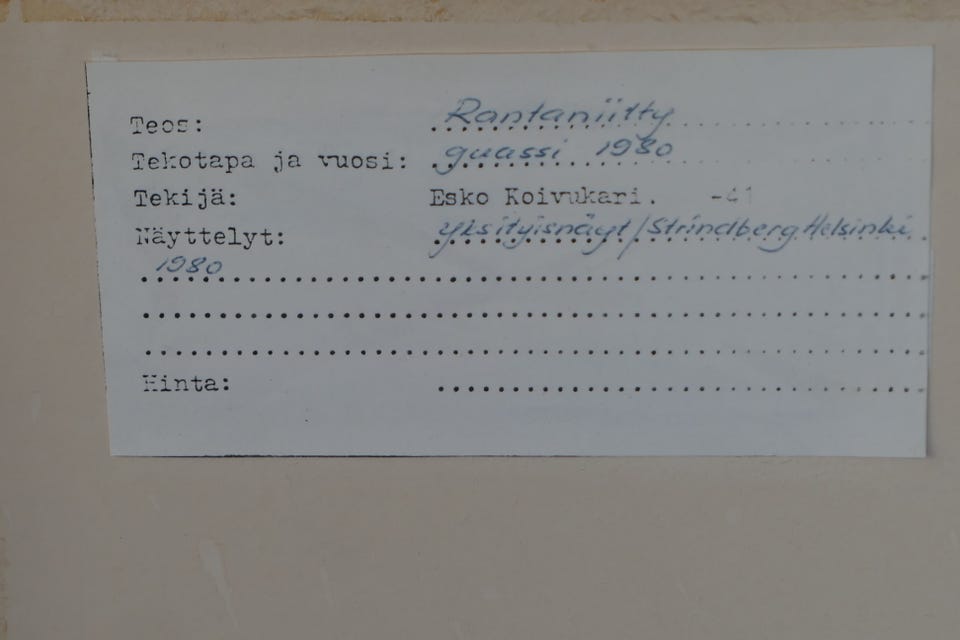 Teos: Rantaniitty
Tekotapa ja vuosi: guassi 1980
Tekijä: Esko Koivukari. -41
Näyttelyt: yksityisnäyt/Strindberg Helsinki
1980
Hinta: